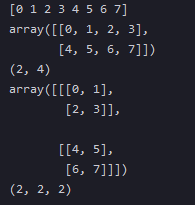 [0 1 2 3 4 5 6 7]
array([[0, 1, 2, 3],
       [4, 5, 6, 7]])
(2, 4)
array([[[0, 1],
        [2, 3]],

       [[4, 5],
        [6, 7]]])
(2, 2, 2)